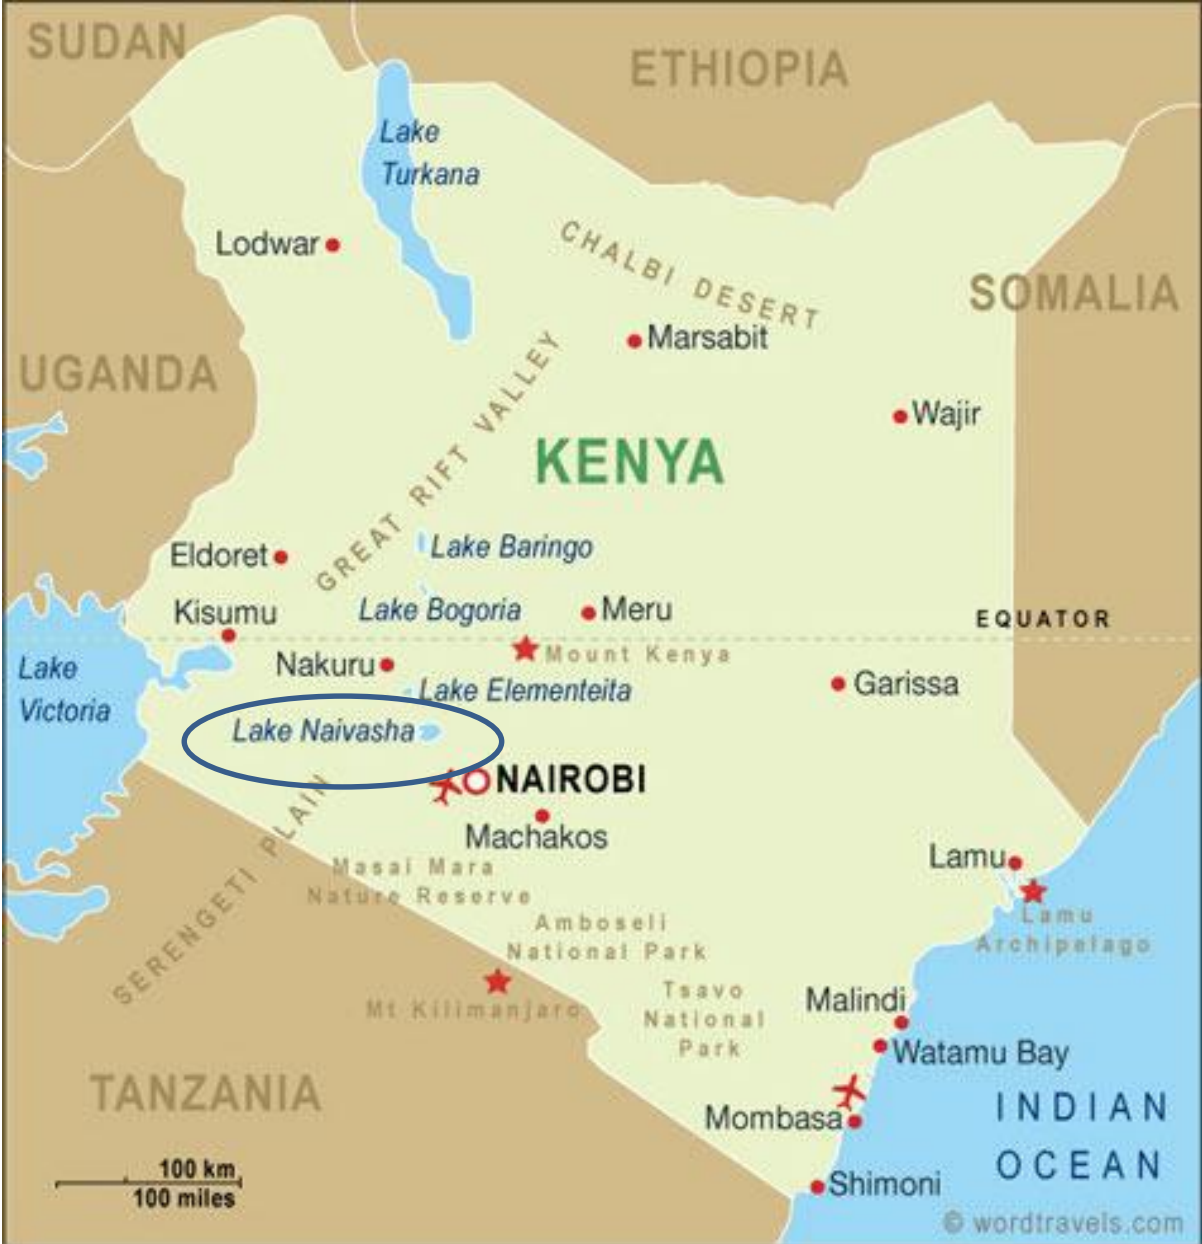 SUDAN
ETHIOPIA
Lake
Turkana
Lodwar
CHALBI DESERT
SOMALIA
Marsabit
UGANDA
GREAT RIFT VALLEY
Wajir
KENYA
Eldoret
Lake Baringo
Kisumu
Lake Bogoria
Meru
EQUATOR
Lake
Victoria
Nakuru
Mount Kenya
Lake Elementeita
Garissa
Lake Naivasha
NAIROBI
Machakos
SERENGETI PLAIN
Masai Mara
Nature Reserve
Lamu
Lamu
Archipelago
Amboseli
National Park
Mt Kilimanjaro
Tsavo
National
Park
Malindi
Watamu Bay
TANZANIA
Mombasa
INDIAN
OCEAN
100 km
100 miles
Shimoni
© wordtravels.com